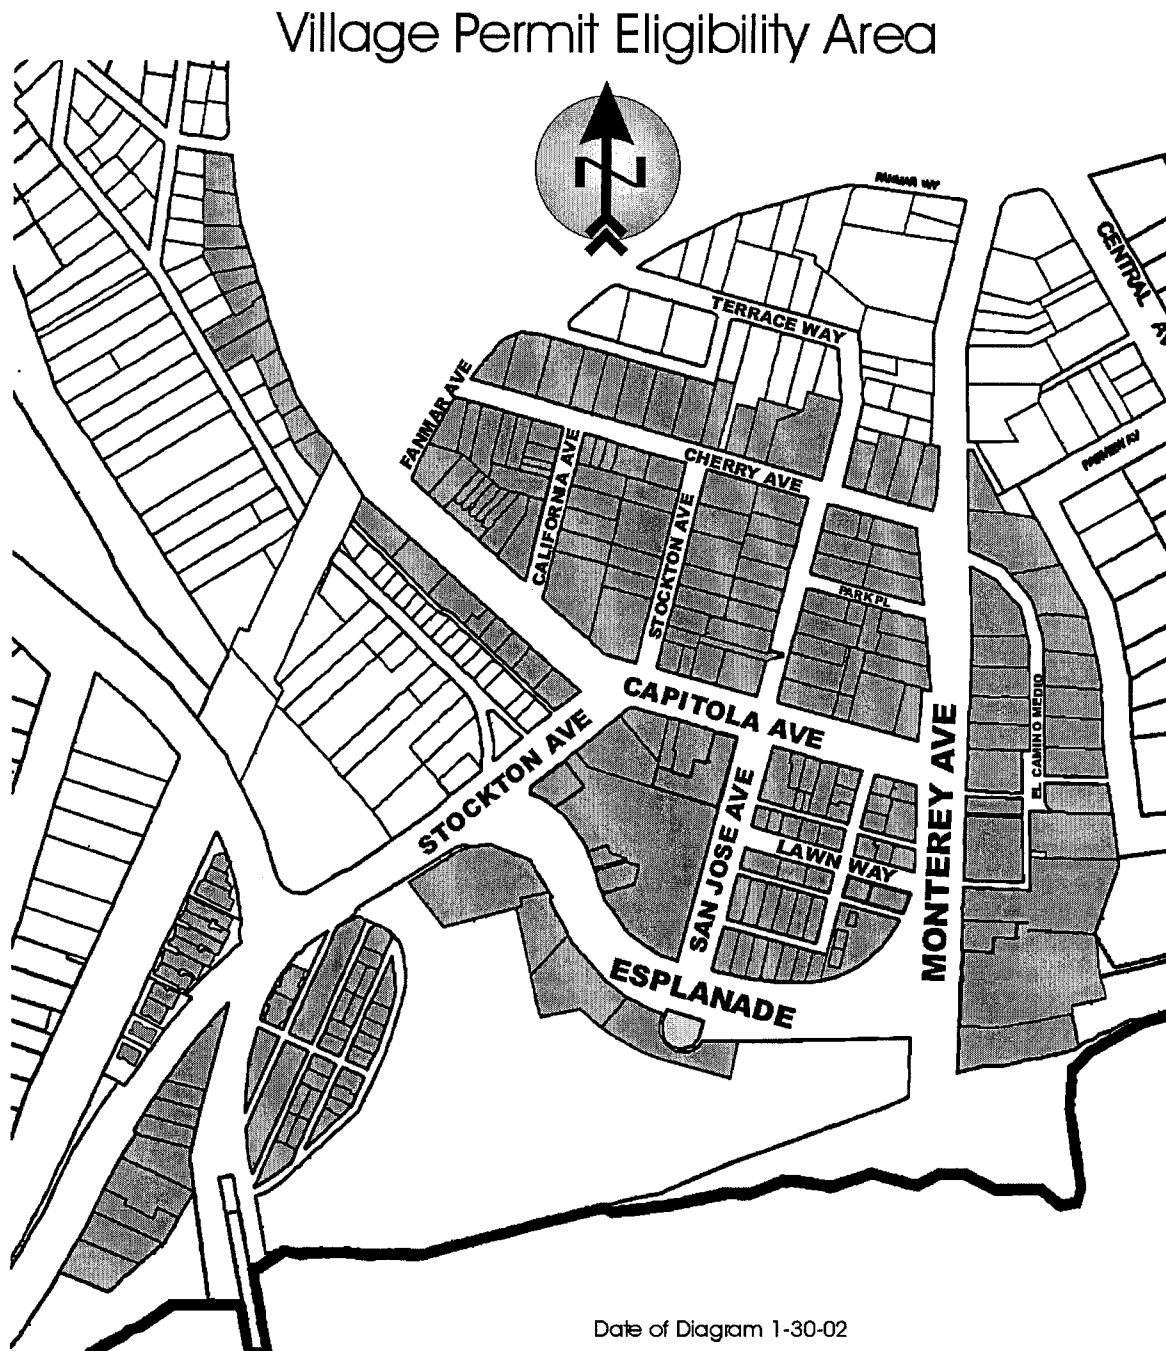 Village Permit Eligibility Area
N
CENTRAL AV
TERRACE WAY
FANMAR AVE
CHERRY AVE
CALIFORNIA AVE
STOCKTON AVE
PARK PL
CAPITOLA AVE
EL CAMINO MEDIO
MONTEREY AVE
STOCKTON AVE
SAN JOSE AVE
LAWN WAY
ESPLANADE
Date of Diagram 1-30-02